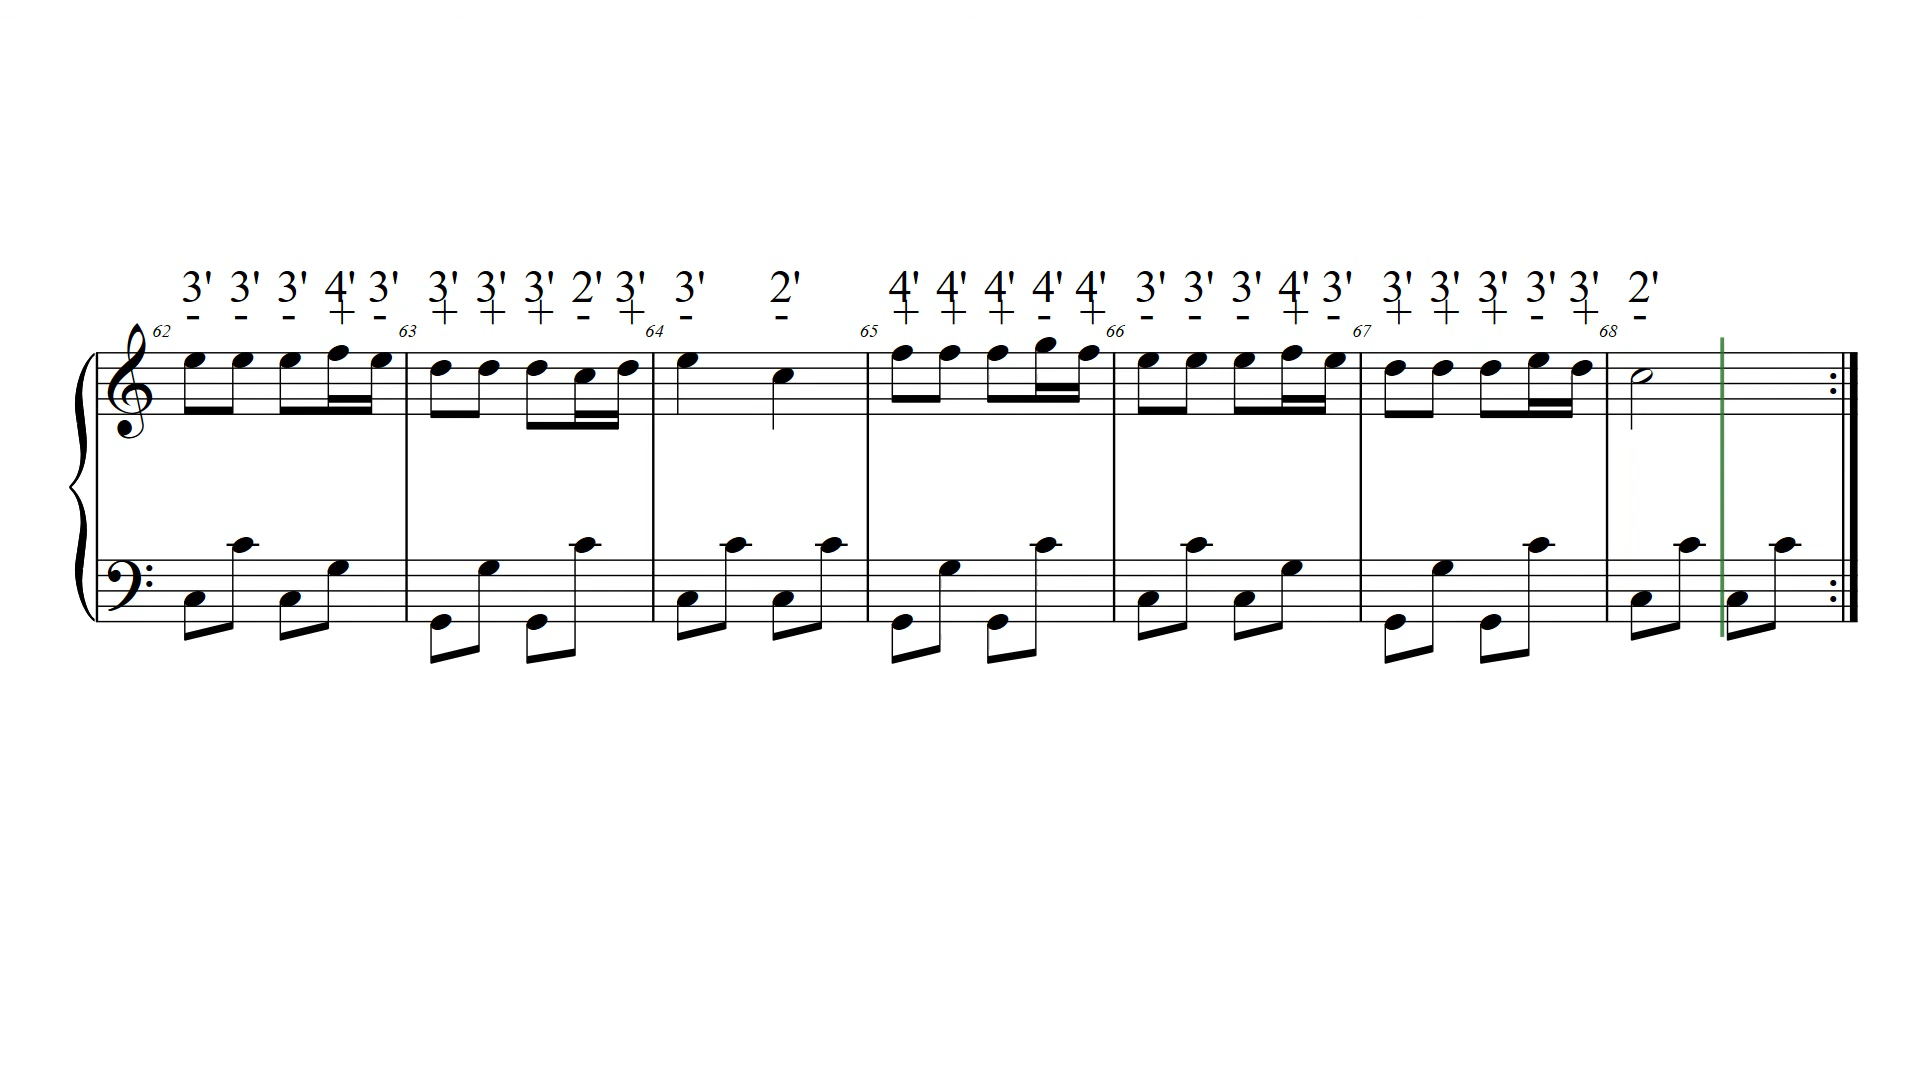 3' 3' 3' 4' 3' 3' 3' 3' 2' 3' 3' 2' 4' 4' 4' 4' 4' 3' 3' 3' 4' 3' 3' 3' 3' 3' 3' 2'
- - - + - + + + - + - - + + + - + - - - + - + + + - + -
62 63 64 65 66 67 68